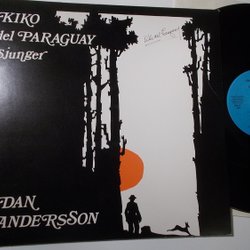 KIKO
del PARAGUAY
sjunger
DAN
ANDERSSON